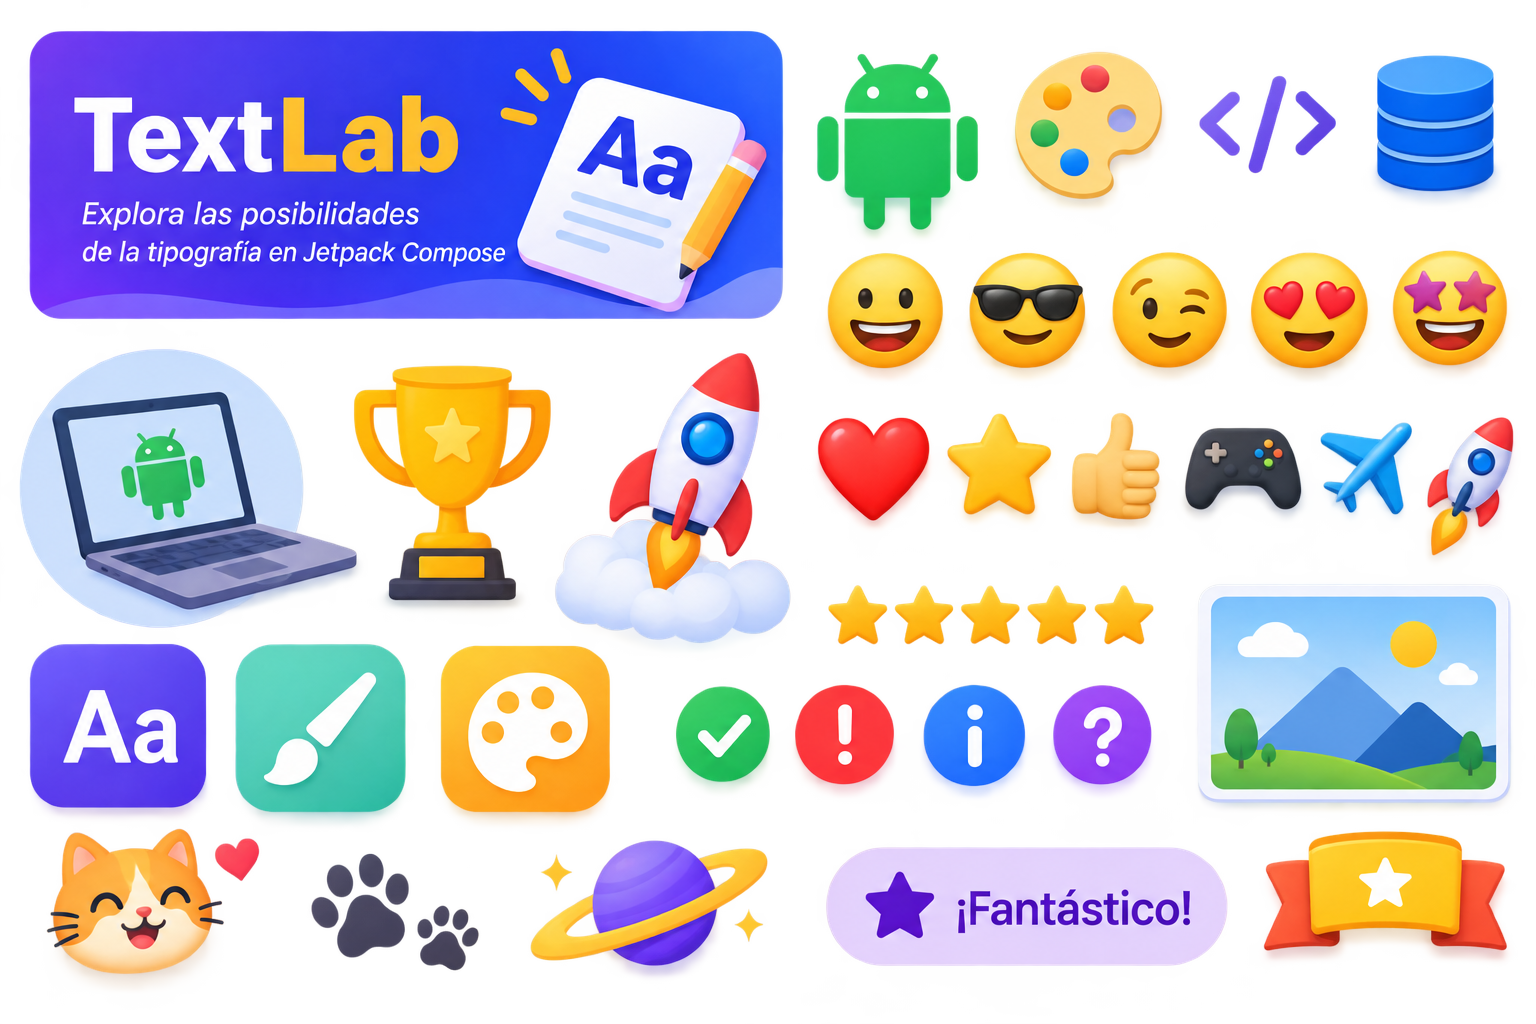 TextLab
Explora las posibilidades
de la tipografía en Jetpack Compose
Aa
Aa
¡Fantástico!